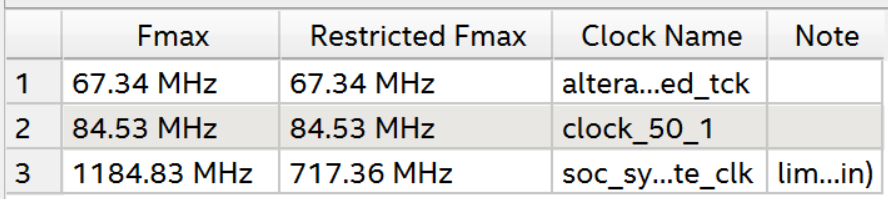 Fmax Restricted Fmax Clock Name Note
1 67.34 MHz 67.34 MHz altera...ed_tck
2 84.53 MHz 84.53 MHz clock_50_1
3 1184.83 MHz 717.36 MHz soc_sy...te_clk lim...in)